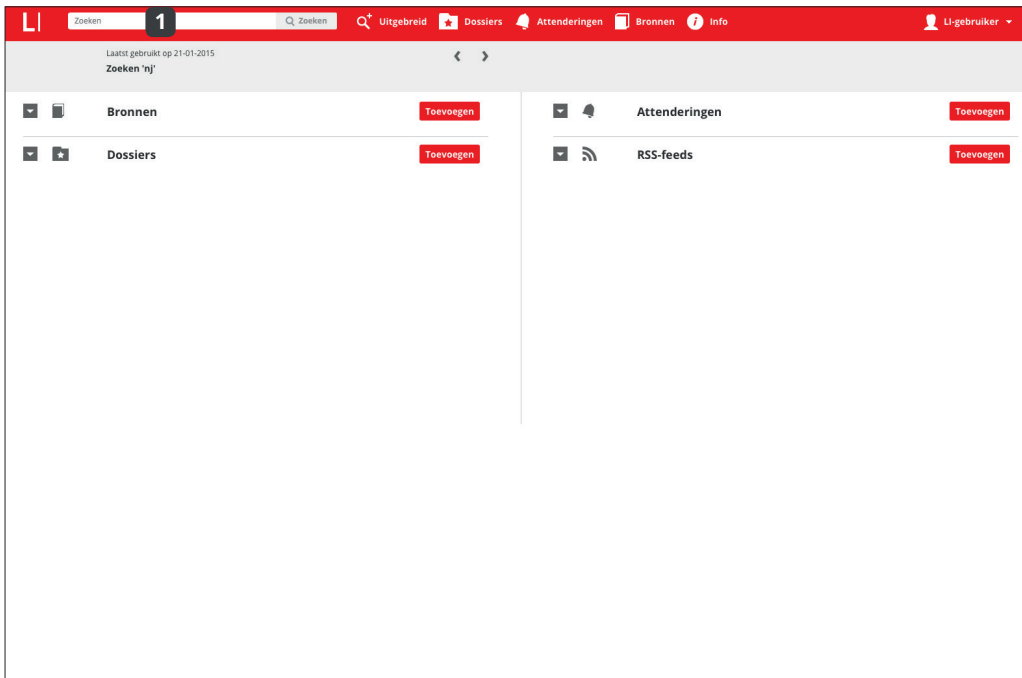 LI Zoeken 1 Zoeken Uitgebreid Dossiers Attenderingen Bronnen i Info LI-gebruiker
Laatst gebruikt op 21-01-2015
Zoeken 'nj'
Bronnen Toevoegen
Dossiers Toevoegen
Attenderingen Toevoegen
RSS-feeds Toevoegen